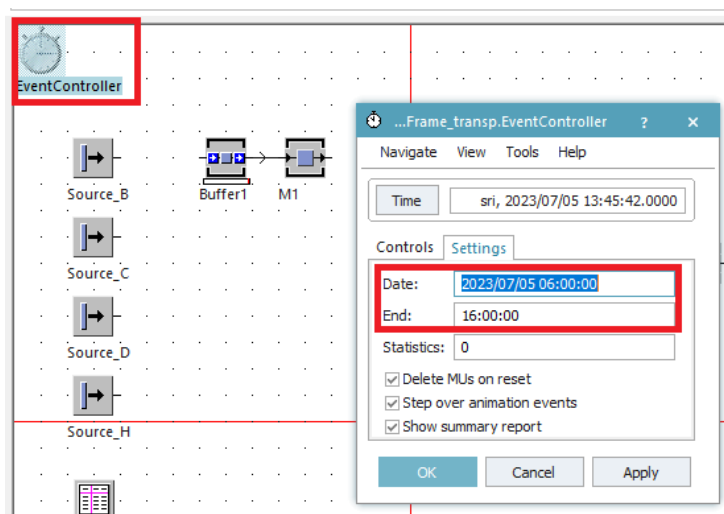 EventController
Source_B
Buffer1
M1
Source_C
Source_D
Source_H
...Frame_transp.EventController ? ×
Navigate View Tools Help
Time sri, 2023/07/05 13:45:42.0000
Controls Settings
Date: 2023/07/05 06:00:00
End: 16:00:00
Statistics: 0
Delete MUs on reset
Step over animation events
Show summary report
OK Cancel Apply